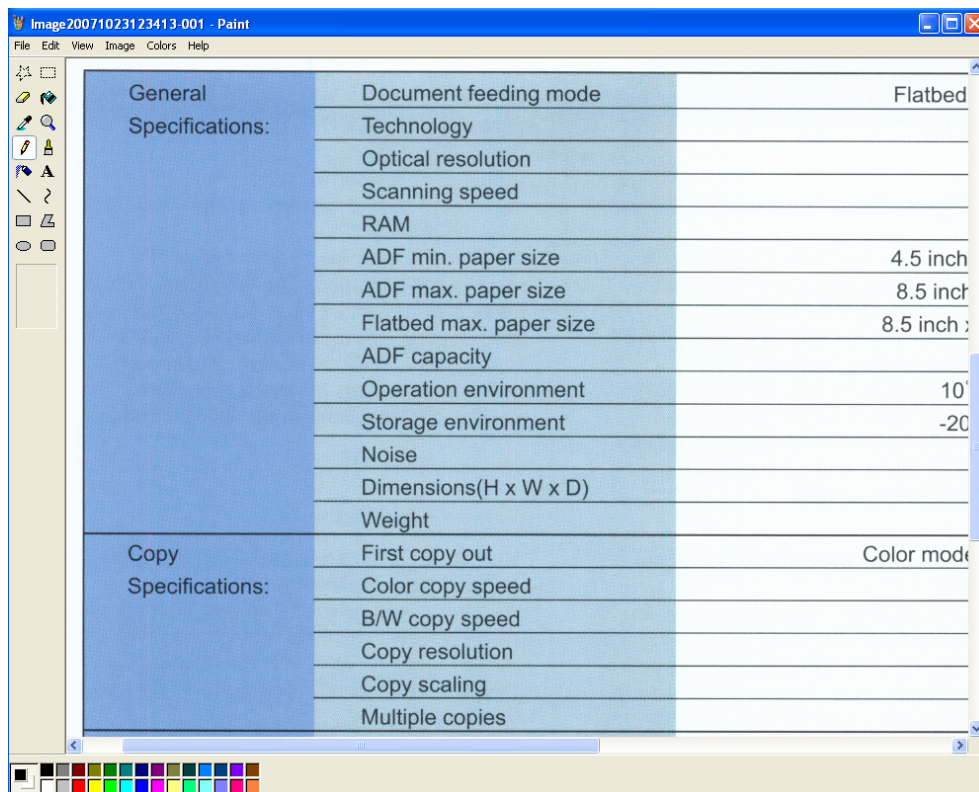 Image20071023123413-001 - Paint
File Edit View Image Colors Help
General Document feeding mode Flatbed
Specifications: Technology
Optical resolution
Scanning speed
RAM
ADF min. paper size 4.5 inch
ADF max. paper size 8.5 inch
Flatbed max. paper size 8.5 inch x
ADF capacity
Operation environment 10°
Storage environment -20
Noise
Dimensions(H x W x D)
Weight
Copy First copy out Color mode
Specifications: Color copy speed
B/W copy speed
Copy resolution
Copy scaling
Multiple copies